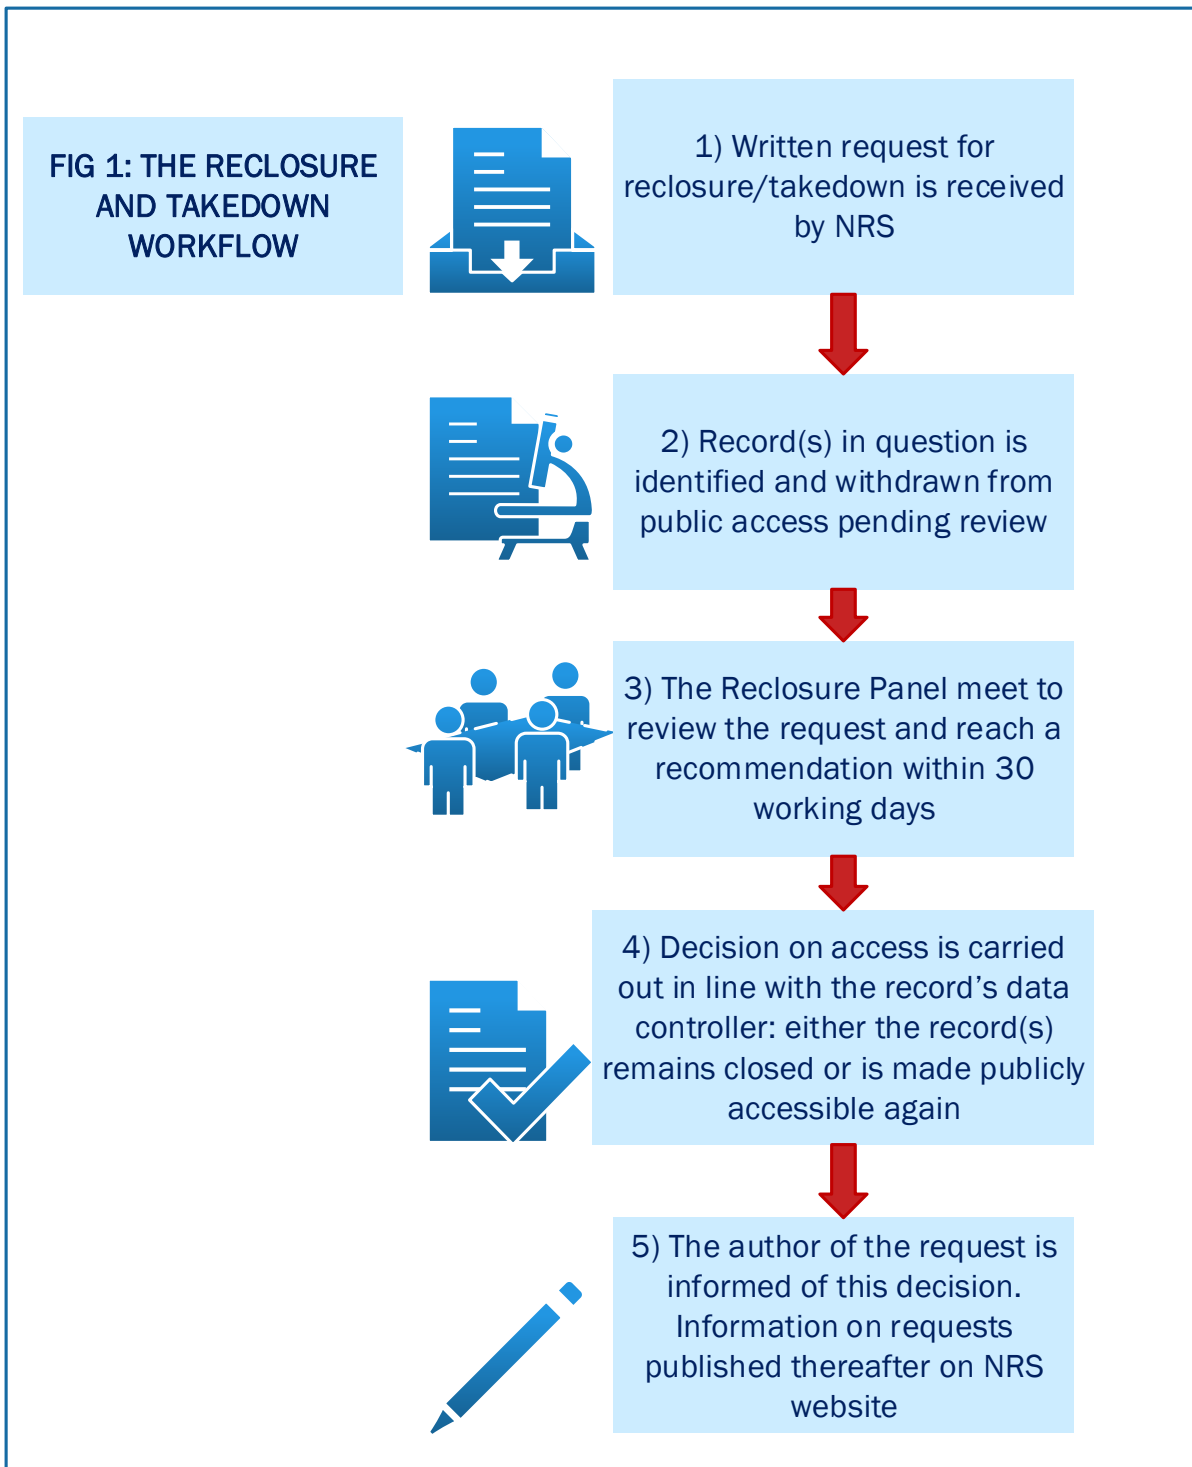 FIG 1: THE RECLOSURE
AND TAKEDOWN
WORKFLOW
1) Written request for
reclosure/takedown is received
by NRS
2) Record(s) in question is
identified and withdrawn from
public access pending review
3) The Reclosure Panel meet to
review the request and reach a
recommendation within 30
working days
4) Decision on access is carried
out in line with the record’s data
controller: either the record(s)
remains closed or is made publicly
accessible again
5) The author of the request is
informed of this decision.
Information on requests
published thereafter on NRS
website